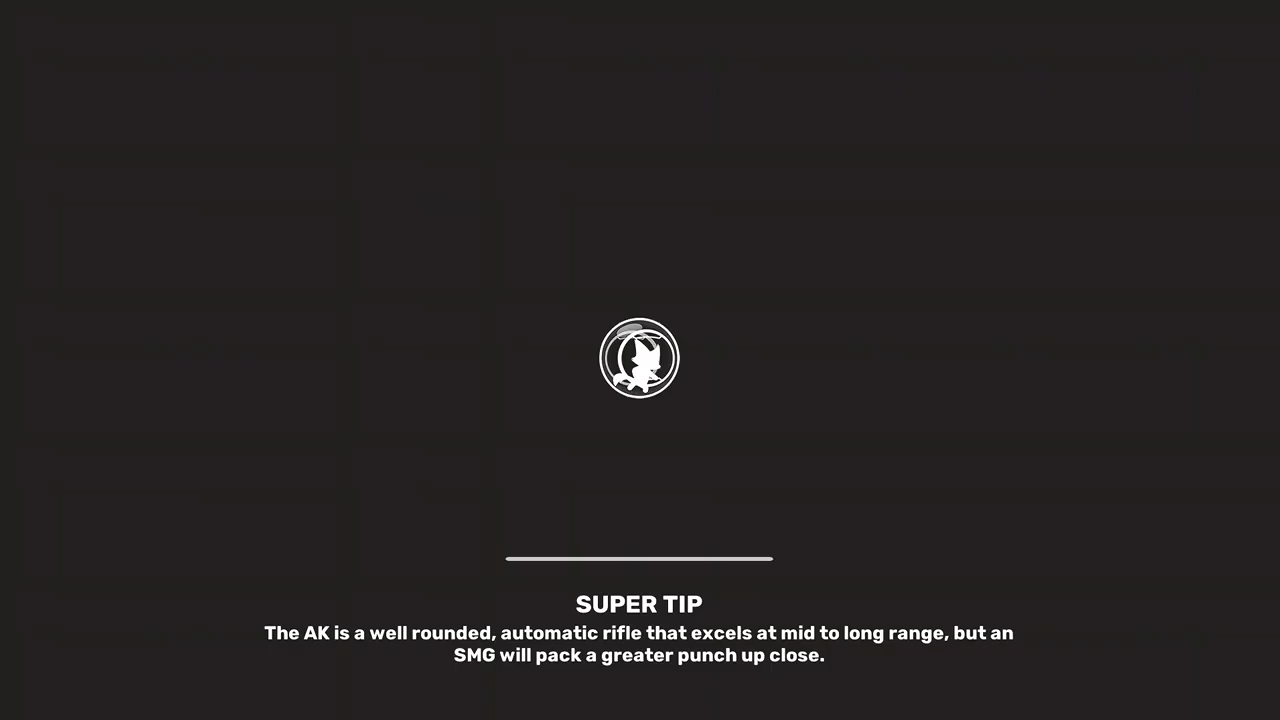 SUPER TIP
The AK is a well rounded, automatic rifle that excels at mid to long range, but an
SMG will pack a greater punch up close.